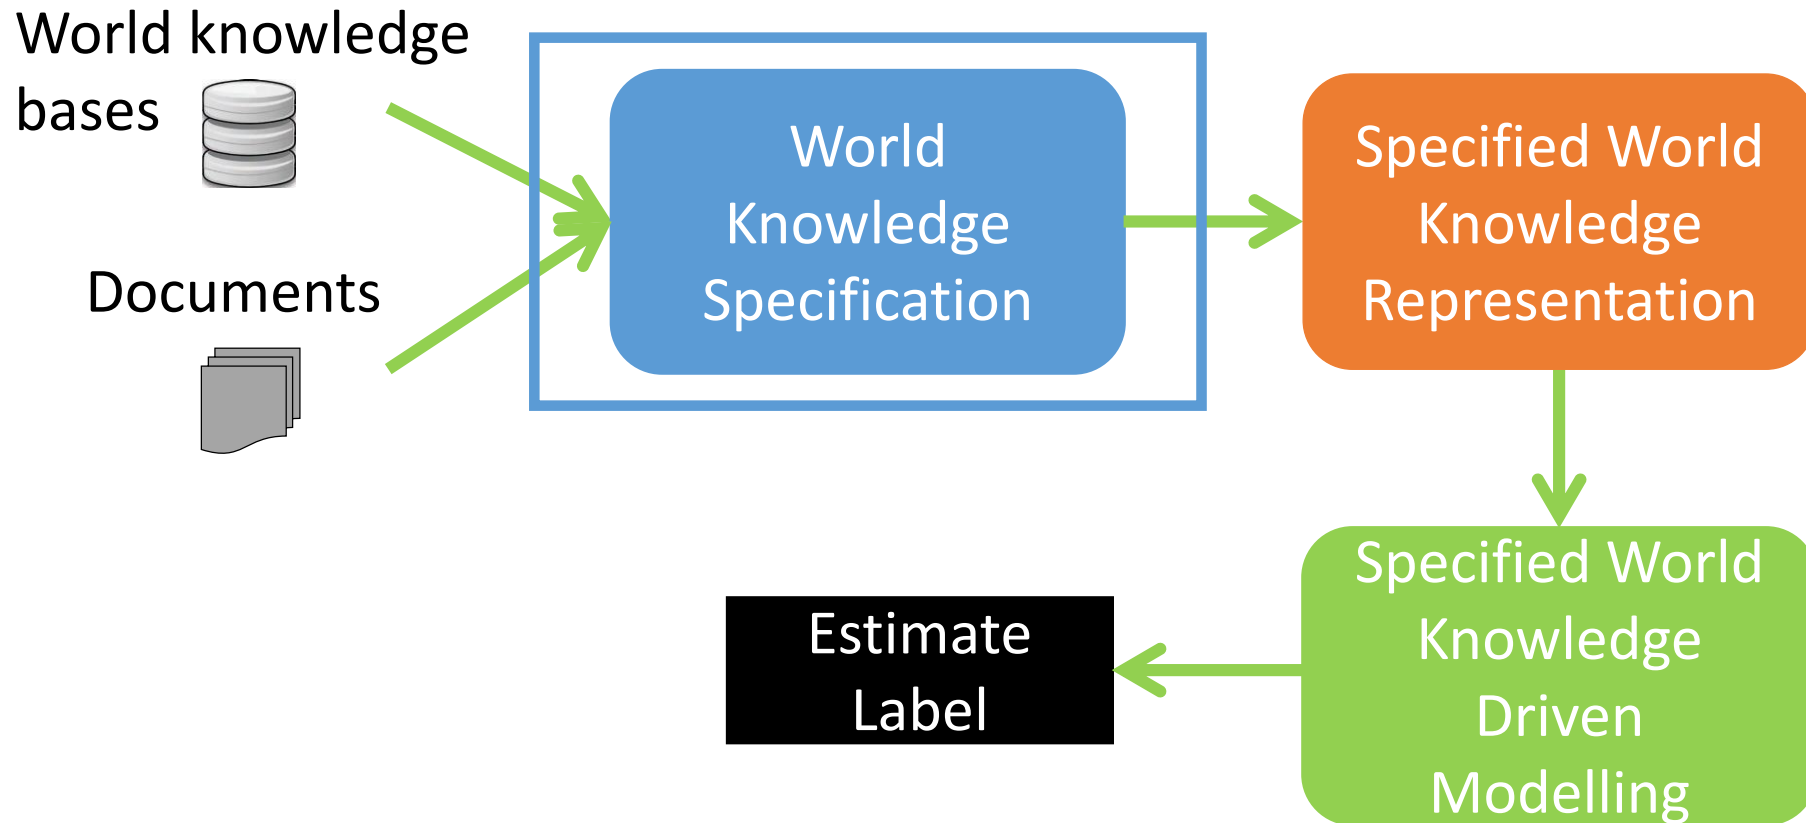 World knowledge
bases
Documents
World
Knowledge
Specification
Specified World
Knowledge
Representation
Specified World
Knowledge
Driven
Modelling
Estimate
Label